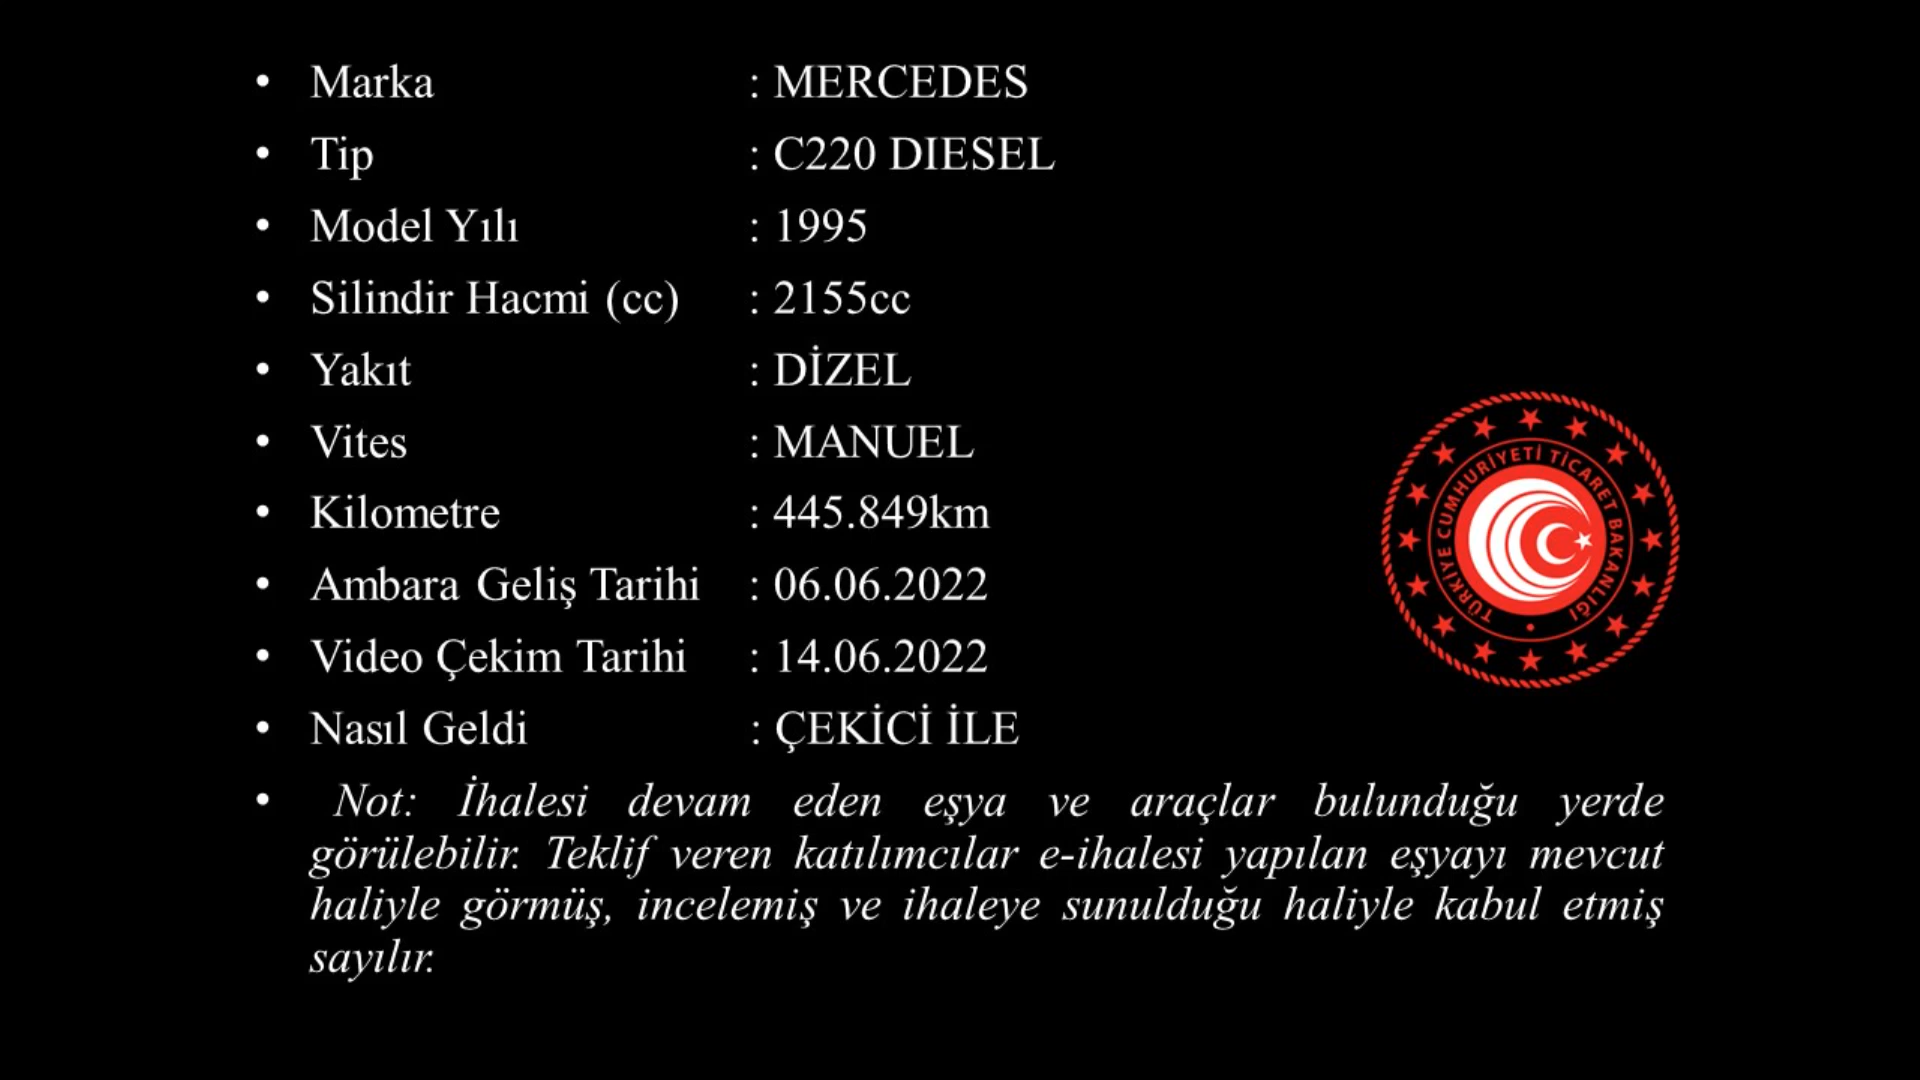 • Marka : MERCEDES
• Tip : C220 DIESEL
• Model Yılı : 1995
• Silindir Hacmi (cc) : 2155cc
• Yakıt : DİZEL
• Vites : MANUEL
• Kilometre : 445.849km
• Ambara Geliş Tarihi : 06.06.2022
• Video Çekim Tarihi : 14.06.2022
• Nasıl Geldi : ÇEKİCİ İLE
• Not: İhalesi devam eden eşya ve araçlar bulunduğu yerde
görülebilir. Teklif veren katılımcılar e-ihalesi yapılan eşyayı mevcut
haliyle görmüş, incelemiş ve ihaleye sunulduğu haliyle kabul etmiş
sayılır.
TÜRKİYE CUMHURİYETİ TİCARET BAKANLIĞI